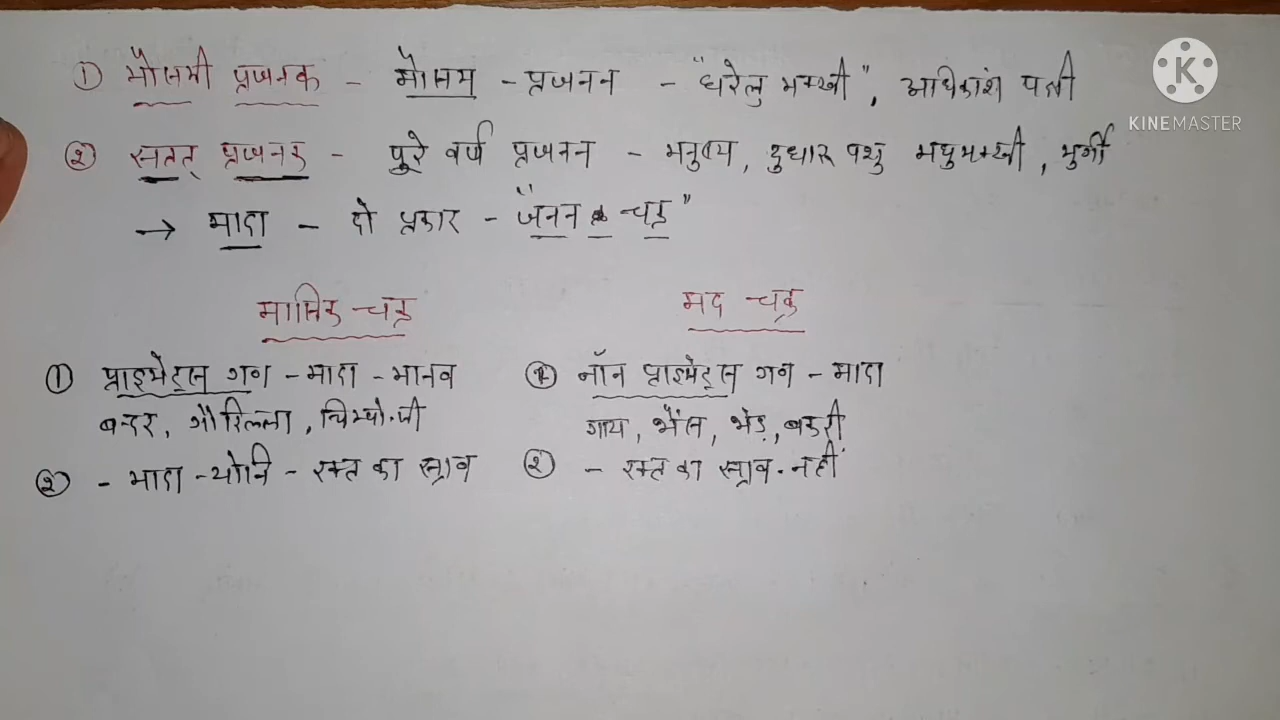 ① मौसमी प्रजनक - मौसम - प्रजनन - "घरेलु मक्खी", अधिकांश पक्षी
② सतत् प्रजनक - पूरे वर्ष प्रजनन - मनुष्य, दुधारू पशु मधुमक्खी, मुर्गी
→ मादा - दो प्रकार - "जनन चक्र"
मासिक चक्र
① प्राइमेट्स गण - मादा - मानव
बन्दर, गौरिल्ला, चिम्पांजी
② - मादा - योनि - रक्त का स्त्राव
मद चक्र
① नॉन प्राइमेट्स गण - मादा
गाय, भैंस, भेड़, बकरी
② - रक्त का स्त्राव - नहीं
KINEMASTER